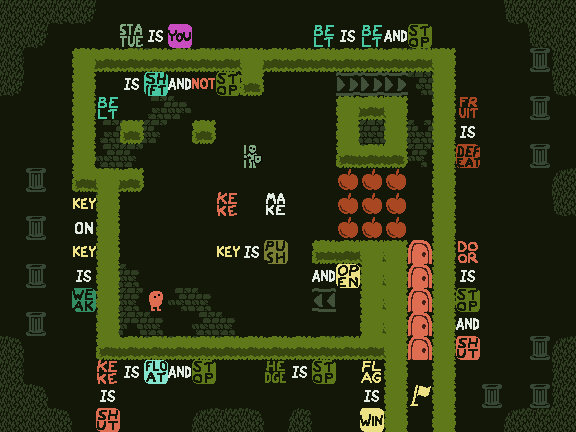 STATUE IS YOU
BELT IS BELT AND STOP
IS SHIFT AND NOT STOP
BELT
FRUIT
IS
DEFEAT
KEY
ON
KEY
IS
WEAK
KEKE
MAKE
KEY IS PUSH
AND OPEN
DOOR
IS
STOP
AND
SHUT
KEKE IS FLOAT AND STOP
IS
SHUT
HEDGE IS STOP
FLAG
IS
WIN